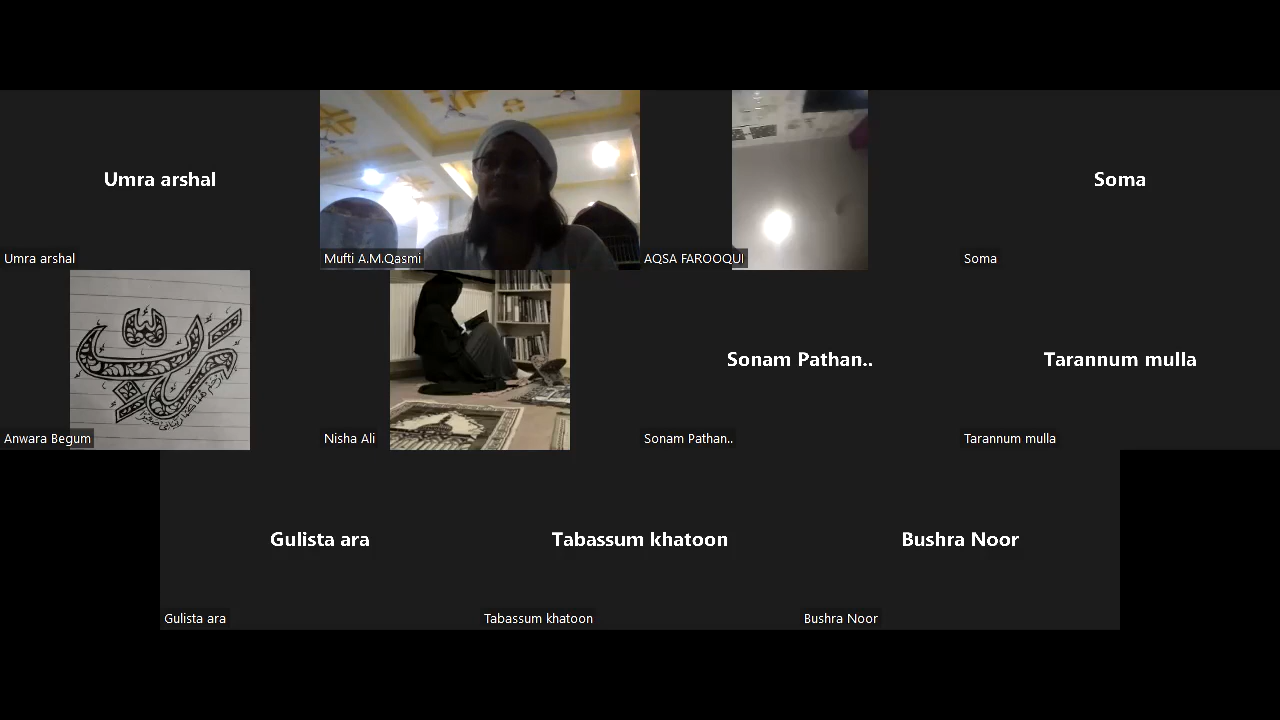 Umra arshal
Soma
Umra arshal
Mufti A.M.Qasmi
AQSA FAROOQUI
Soma
Sonam Pathan..
Tarannum mulla
Anwara Begum
Nisha Ali
Sonam Pathan..
Tarannum mulla
Gulista ara
Tabassum khatoon
Bushra Noor
Gulista ara
Tabassum khatoon
Bushra Noor